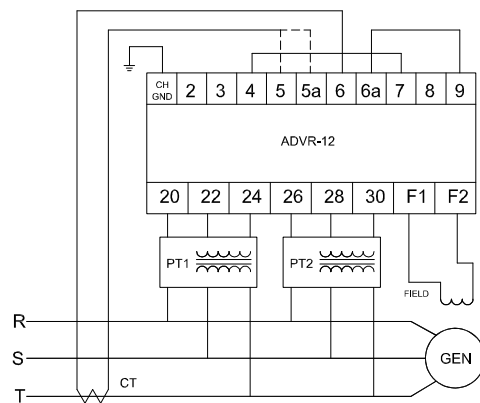 CH GND 2 3 4 5 5a 6 6a 7 8 9
ADVR-12
20 22 24 26 28 30 F1 F2
PT1 PT2
FIELD
R
S
GEN
T
CT